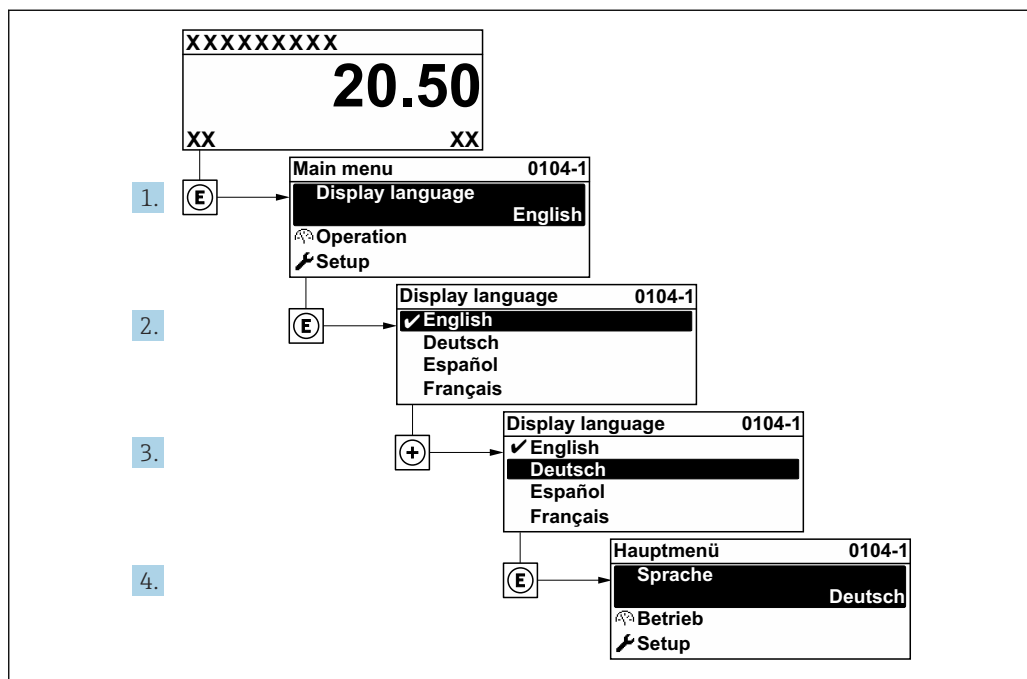 XXXXXXXXX
20.50
XX XX
1.
E
Main menu 0104-1
Display language
English
Operation
Setup
2.
E
Display language 0104-1
✔English
Deutsch
Español
Français
3.
+
Display language 0104-1
✔English
Deutsch
Español
Français
4.
E
Hauptmenü 0104-1
Sprache
Deutsch
Betrieb
Setup